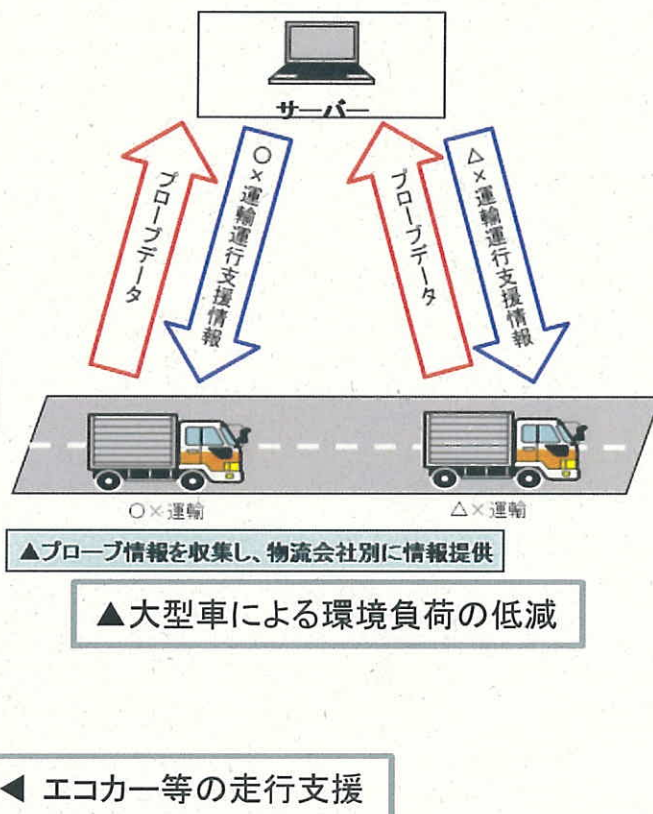 サーバー
プローブデータ
○×運輸運行支援情報
プローブデータ
△×運輸運行支援情報
○×運輸
△×運輸
▲プローブ情報を収集し、物流会社別に情報提供
▲大型車による環境負荷の低減
◀ エコカー等の走行支援